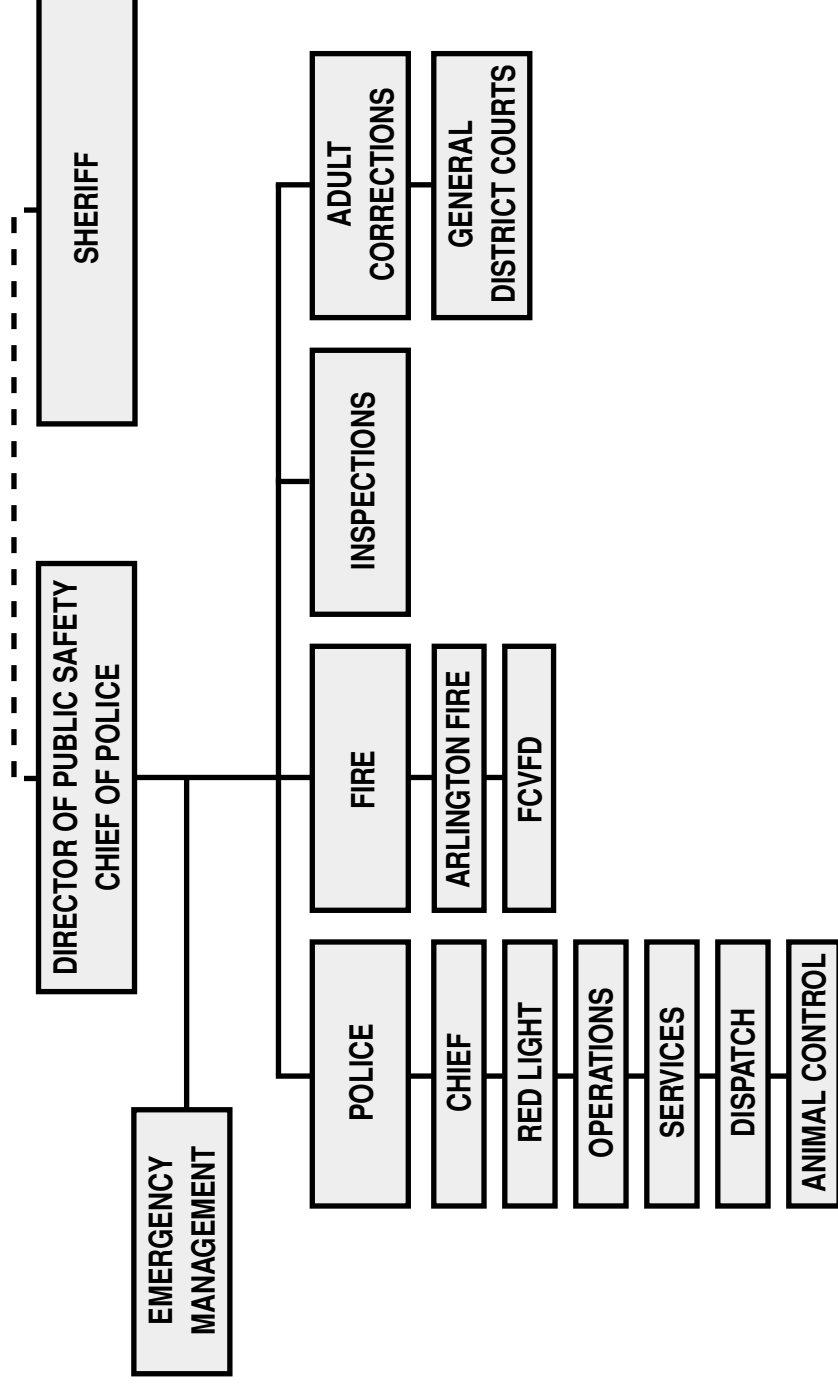 DIRECTOR OF PUBLIC SAFETY
CHIEF OF POLICE
SHERIFF
EMERGENCY
MANAGEMENT
POLICE
CHIEF
RED LIGHT
OPERATIONS
SERVICES
DISPATCH
ANIMAL CONTROL
FIRE
ARLINGTON FIRE
FCVFD
INSPECTIONS
ADULT
CORRECTIONS
GENERAL
DISTRICT COURTS